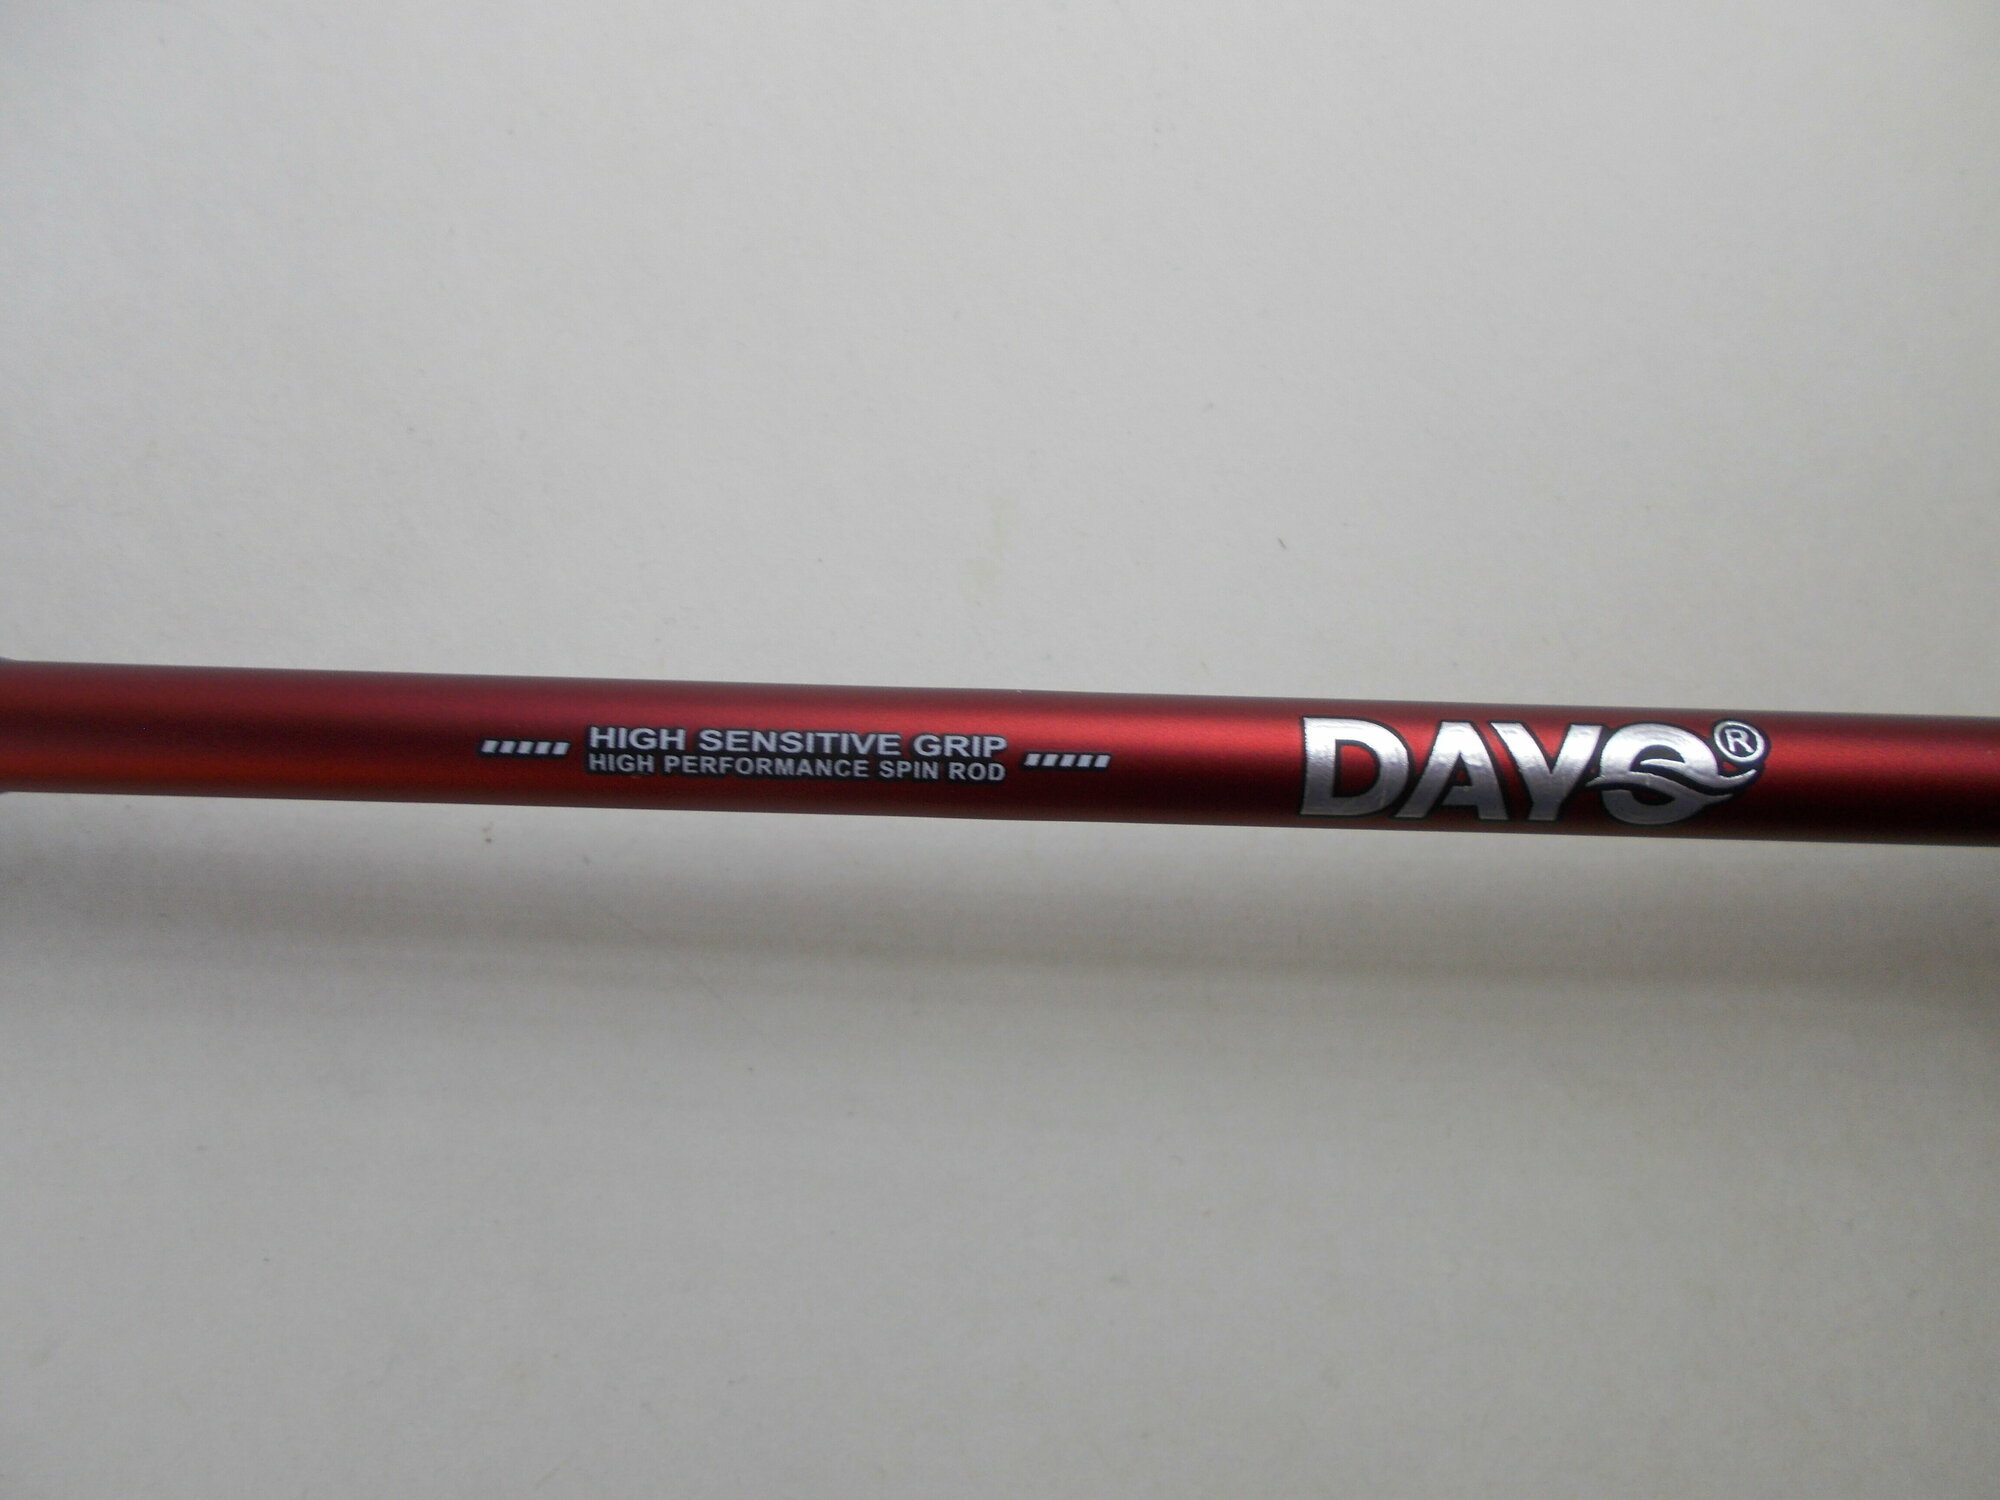 HIGH SENSITIVE GRIP
HIGH PERFORMANCE SPIN ROD
DAYO®